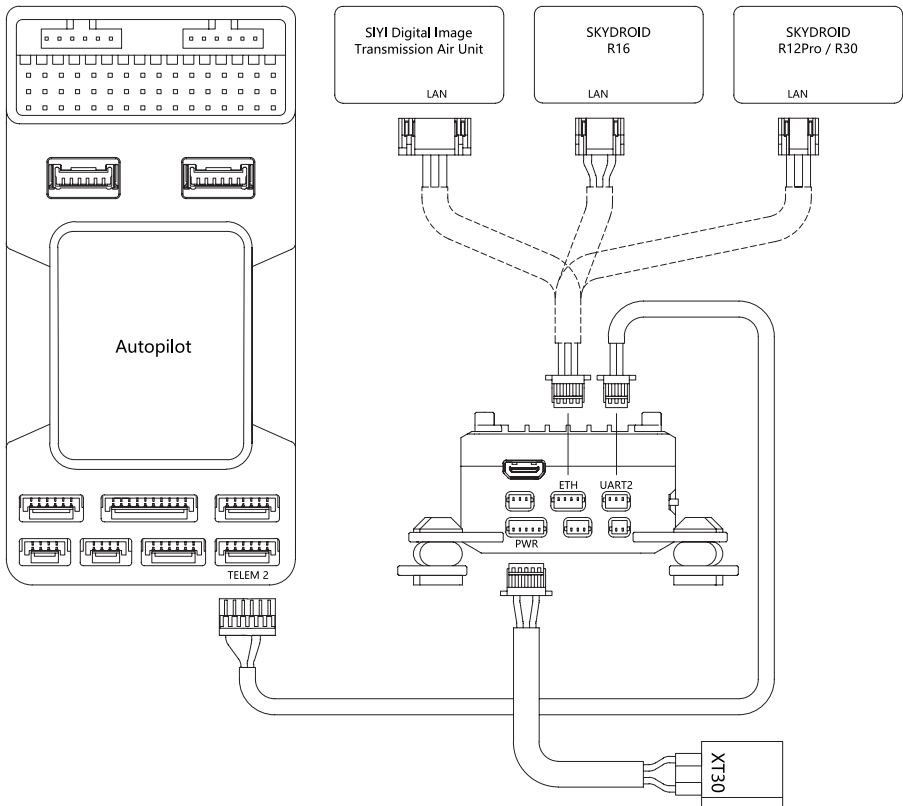 SIYI Digital Image
Transmission Air Unit
LAN
SKYDROID
R16
LAN
SKYDROID
R12Pro / R30
LAN
Autopilot
ETH
UART2
PWR
TELEM 2
XT30